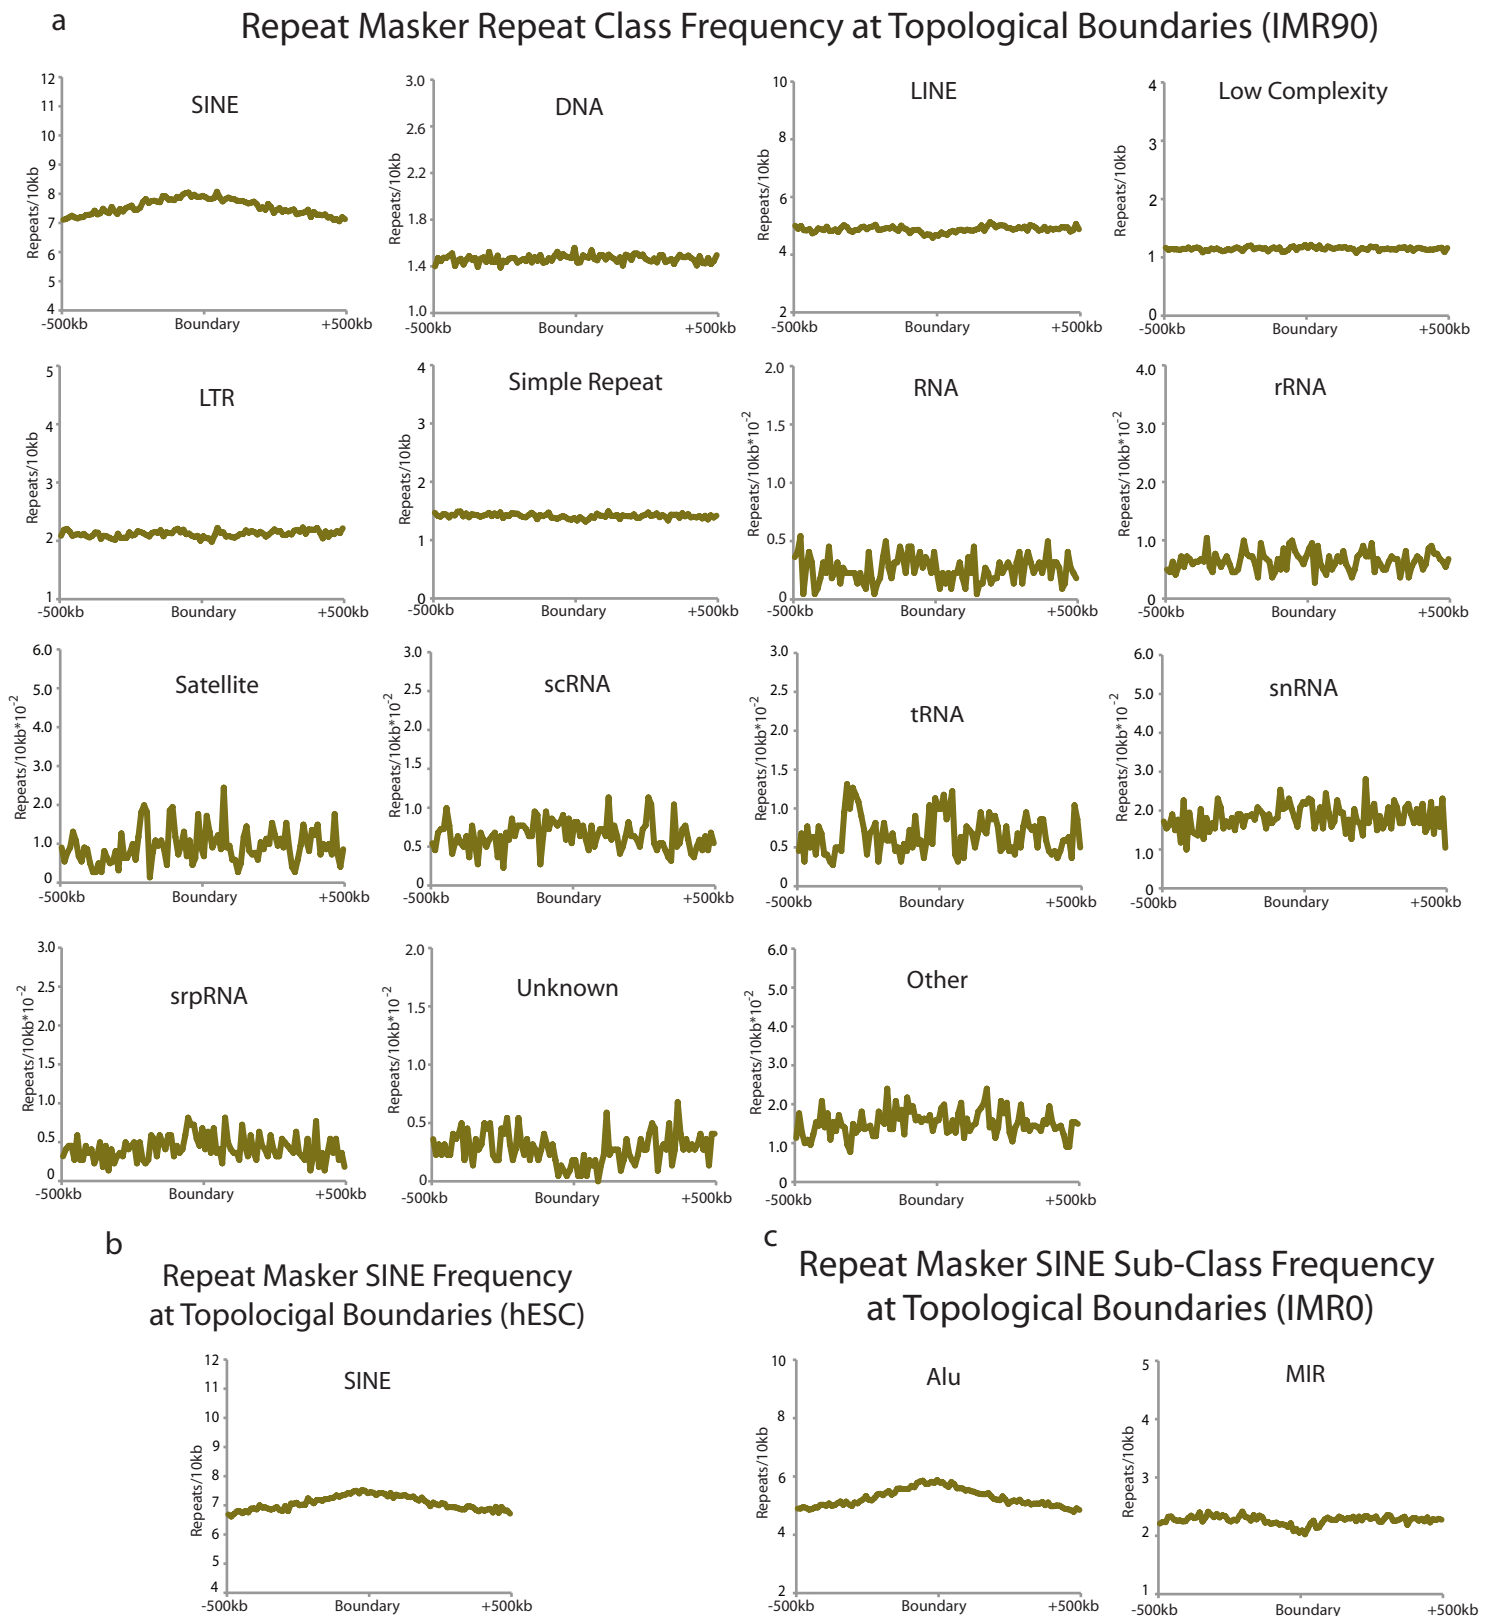 a
Repeat Masker Repeat Class Frequency at Topological Boundaries (IMR90)
SINE
Repeats/10kb
12
11
10
9
8
7
6
5
4
-500kb Boundary +500kb
DNA
Repeats/10kb
3.0
2.6
2.2
1.8
1.4
1.0
-500kb Boundary +500kb
LINE
Repeats/10kb
10
8
6
4
2
-500kb Boundary +500kb
Low Complexity
Repeats/10kb
4
3
2
1
0
-500kb Boundary +500kb
LTR
Repeats/10kb
5
4
3
2
1
-500kb Boundary +500kb
Simple Repeat
Repeats/10kb
4
3
2
1
0
-500kb Boundary +500kb
RNA
Repeats/10kb*10-2
2.0
1.5
1.0
0.5
0
-500kb Boundary +500kb
rRNA
Repeats/10kb*10-2
4.0
3.0
2.0
1.0
0
-500kb Boundary +500kb
Satellite
Repeats/10kb*10-2
6.0
5.0
4.0
3.0
2.0
1.0
0
-500kb Boundary +500kb
scRNA
Repeats/10kb*10-2
3.0
2.5
2.0
1.5
1.0
0.5
0
-500kb Boundary +500kb
tRNA
Repeats/10kb*10-2
3.0
2.5
2.0
1.5
1.0
0.5
0
-500kb Boundary +500kb
snRNA
Repeats/10kb*10-2
6.0
5.0
4.0
3.0
2.0
1.0
0
-500kb Boundary +500kb
srpRNA
Repeats/10kb*10-2
3.0
2.5
2.0
1.5
1.0
0.5
0
-500kb Boundary +500kb
Unknown
Repeats/10kb*10-2
2.0
1.5
1.0
0.5
0
-500kb Boundary +500kb
Other
Repeats/10kb*10-2
6.0
5.0
4.0
3.0
2.0
1.0
0
-500kb Boundary +500kb
b
Repeat Masker SINE Frequency
at Topolocigal Boundaries (hESC)
SINE
Repeats/10kb
12
11
10
9
8
7
6
5
4
-500kb Boundary +500kb
c
Repeat Masker SINE Sub-Class Frequency
at Topological Boundaries (IMR0)
Alu
Repeats/10kb
10
8
6
4
2
-500kb Boundary +500kb
MIR
Repeats/10kb
5
4
3
2
1
-500kb Boundary +500kb